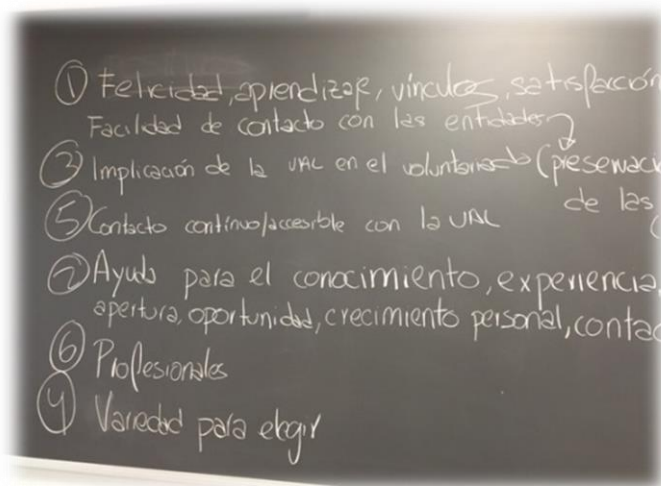 ① Felicidad, aprendizaje, vínculos, satisfacción
Facilidad de contacto con las entidades
③ Implicación de la UAL en el voluntariado (presentaci
de las
⑤ Contacto contínuo/accesible con la UAL
② Ayuda para el conocimiento, experiencia,
apertura, oportunidad, crecimiento personal, contac
⑥ Profesionales
④ Variedad para elegir